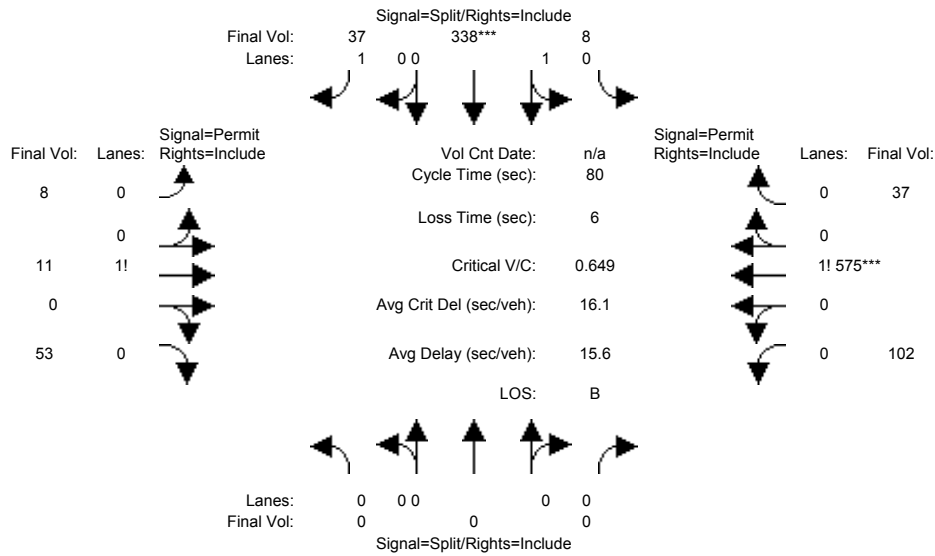 Signal=Split/Rights=Include
Final Vol: 37 338*** 8
Lanes: 1 0 0 1 0
Signal=Permit
Final Vol: Lanes: Rights=Include
Vol Cnt Date: n/a
Signal=Permit
Rights=Include Lanes: Final Vol:
Cycle Time (sec): 80
8 0
0 37
Loss Time (sec): 6
0
0
11 1!
Critical V/C: 0.649
1! 575***
0 Avg Crit Del (sec/veh): 16.1 0
53 0 Avg Delay (sec/veh): 15.6 0 102
LOS: B
Lanes: 0 0 0 0 0
Final Vol: 0 0 0
Signal=Split/Rights=Include